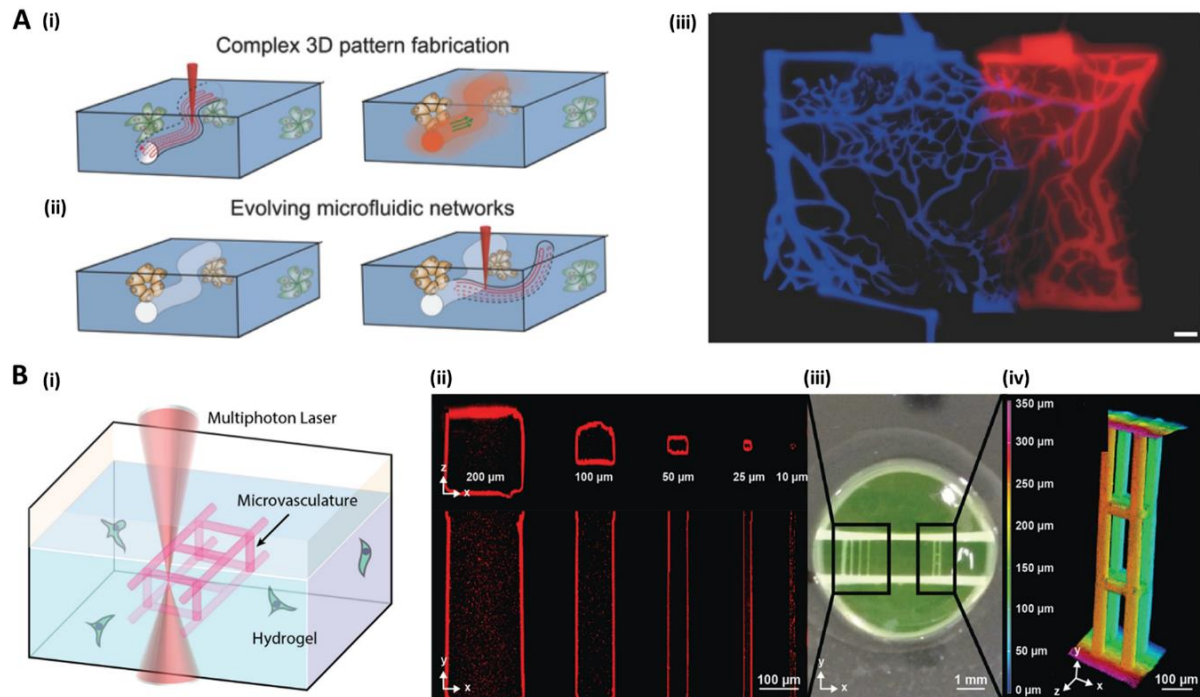 A (i)
Complex 3D pattern fabrication
(ii)
Evolving microfluidic networks
(iii)
B (i)
Multiphoton Laser
Microvasculature
Hydrogel
(ii)
200 μm 100 μm 50 μm 25 μm 10 μm
z
x
y
x
100 μm
(iii)
y
x
1 mm
(iv)
350 μm
300 μm
250 μm
200 μm
150 μm
100 μm
50 μm
0 μm
y
z x
100 μm